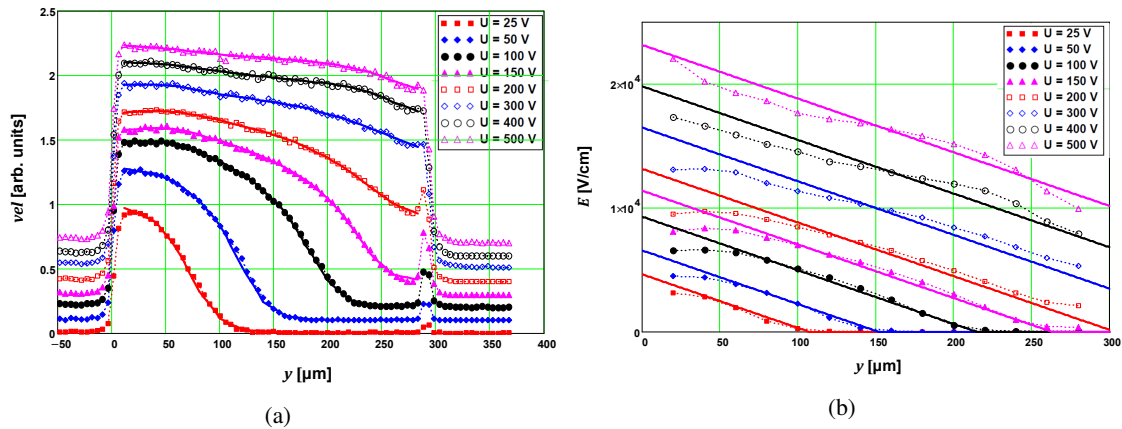 U = 25 V
U = 50 V
U = 100 V
U = 150 V
U = 200 V
U = 300 V
U = 400 V
U = 500 V
vel [arb. units]
2.5
2
1.5
1
0.5
0
−50 0 50 100 150 200 250 300 350 400
y [µm]
(a)
U = 25 V
U = 50 V
U = 100 V
U = 150 V
U = 200 V
U = 300 V
U = 400 V
U = 500 V
E [V/cm]
2×10⁴
1×10⁴
0
0 50 100 150 200 250 300
y [µm]
(b)